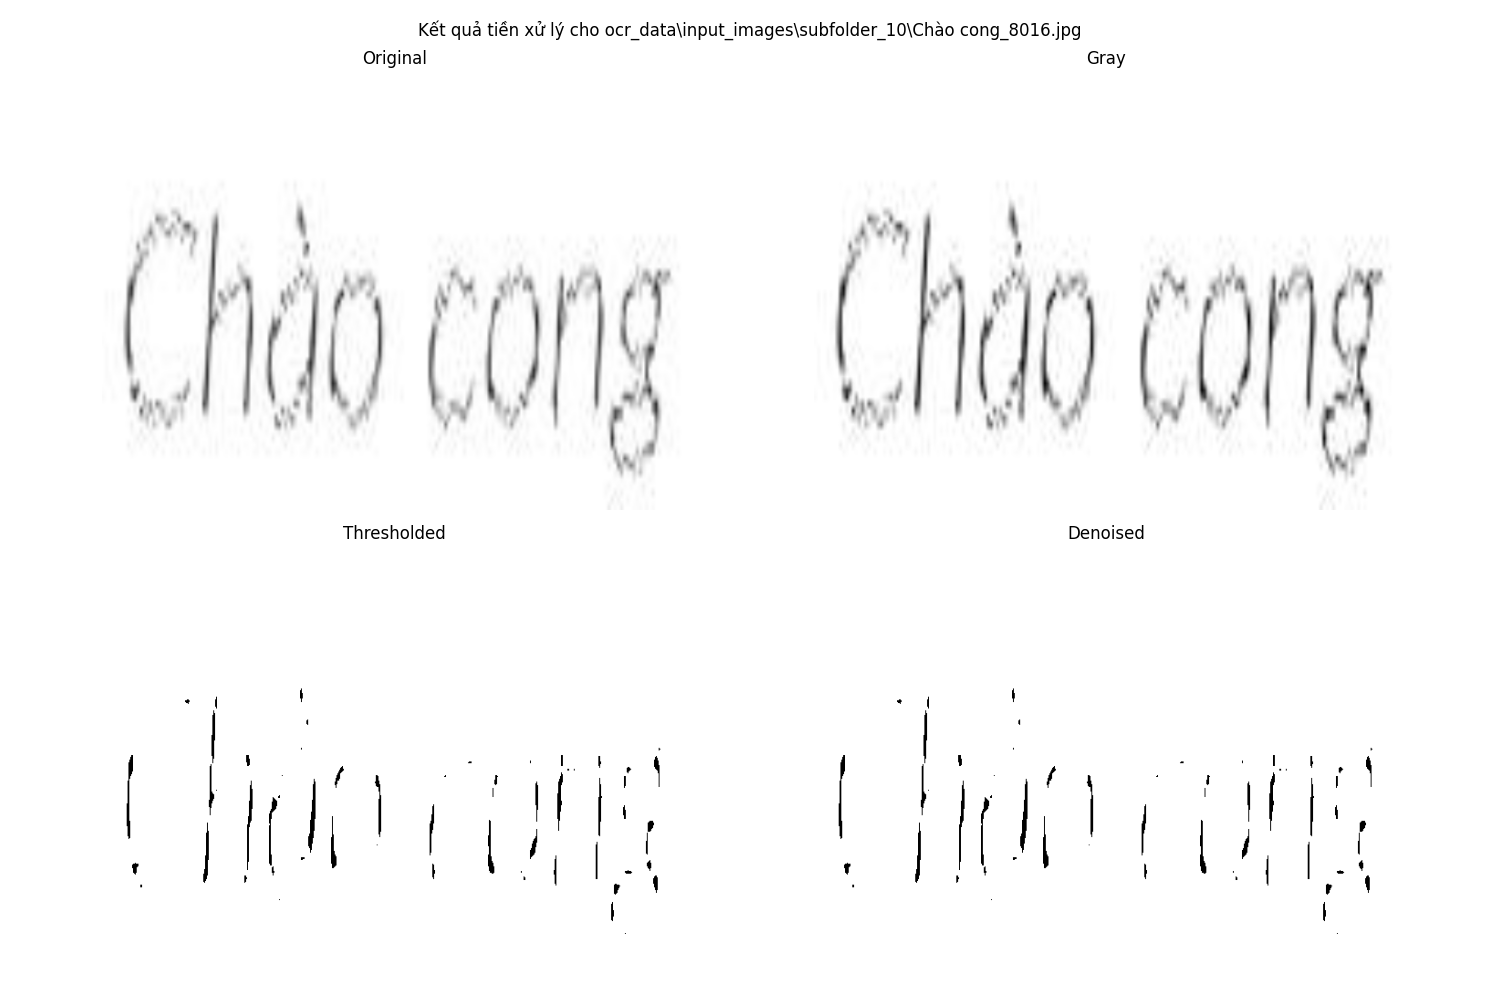 Kết quả tiền xử lý cho ocr_data\input_images\subfolder_10\Chào cong_8016.jpg
Original
Gray
Chào cong
Chào cong
Thresholded
Denoised